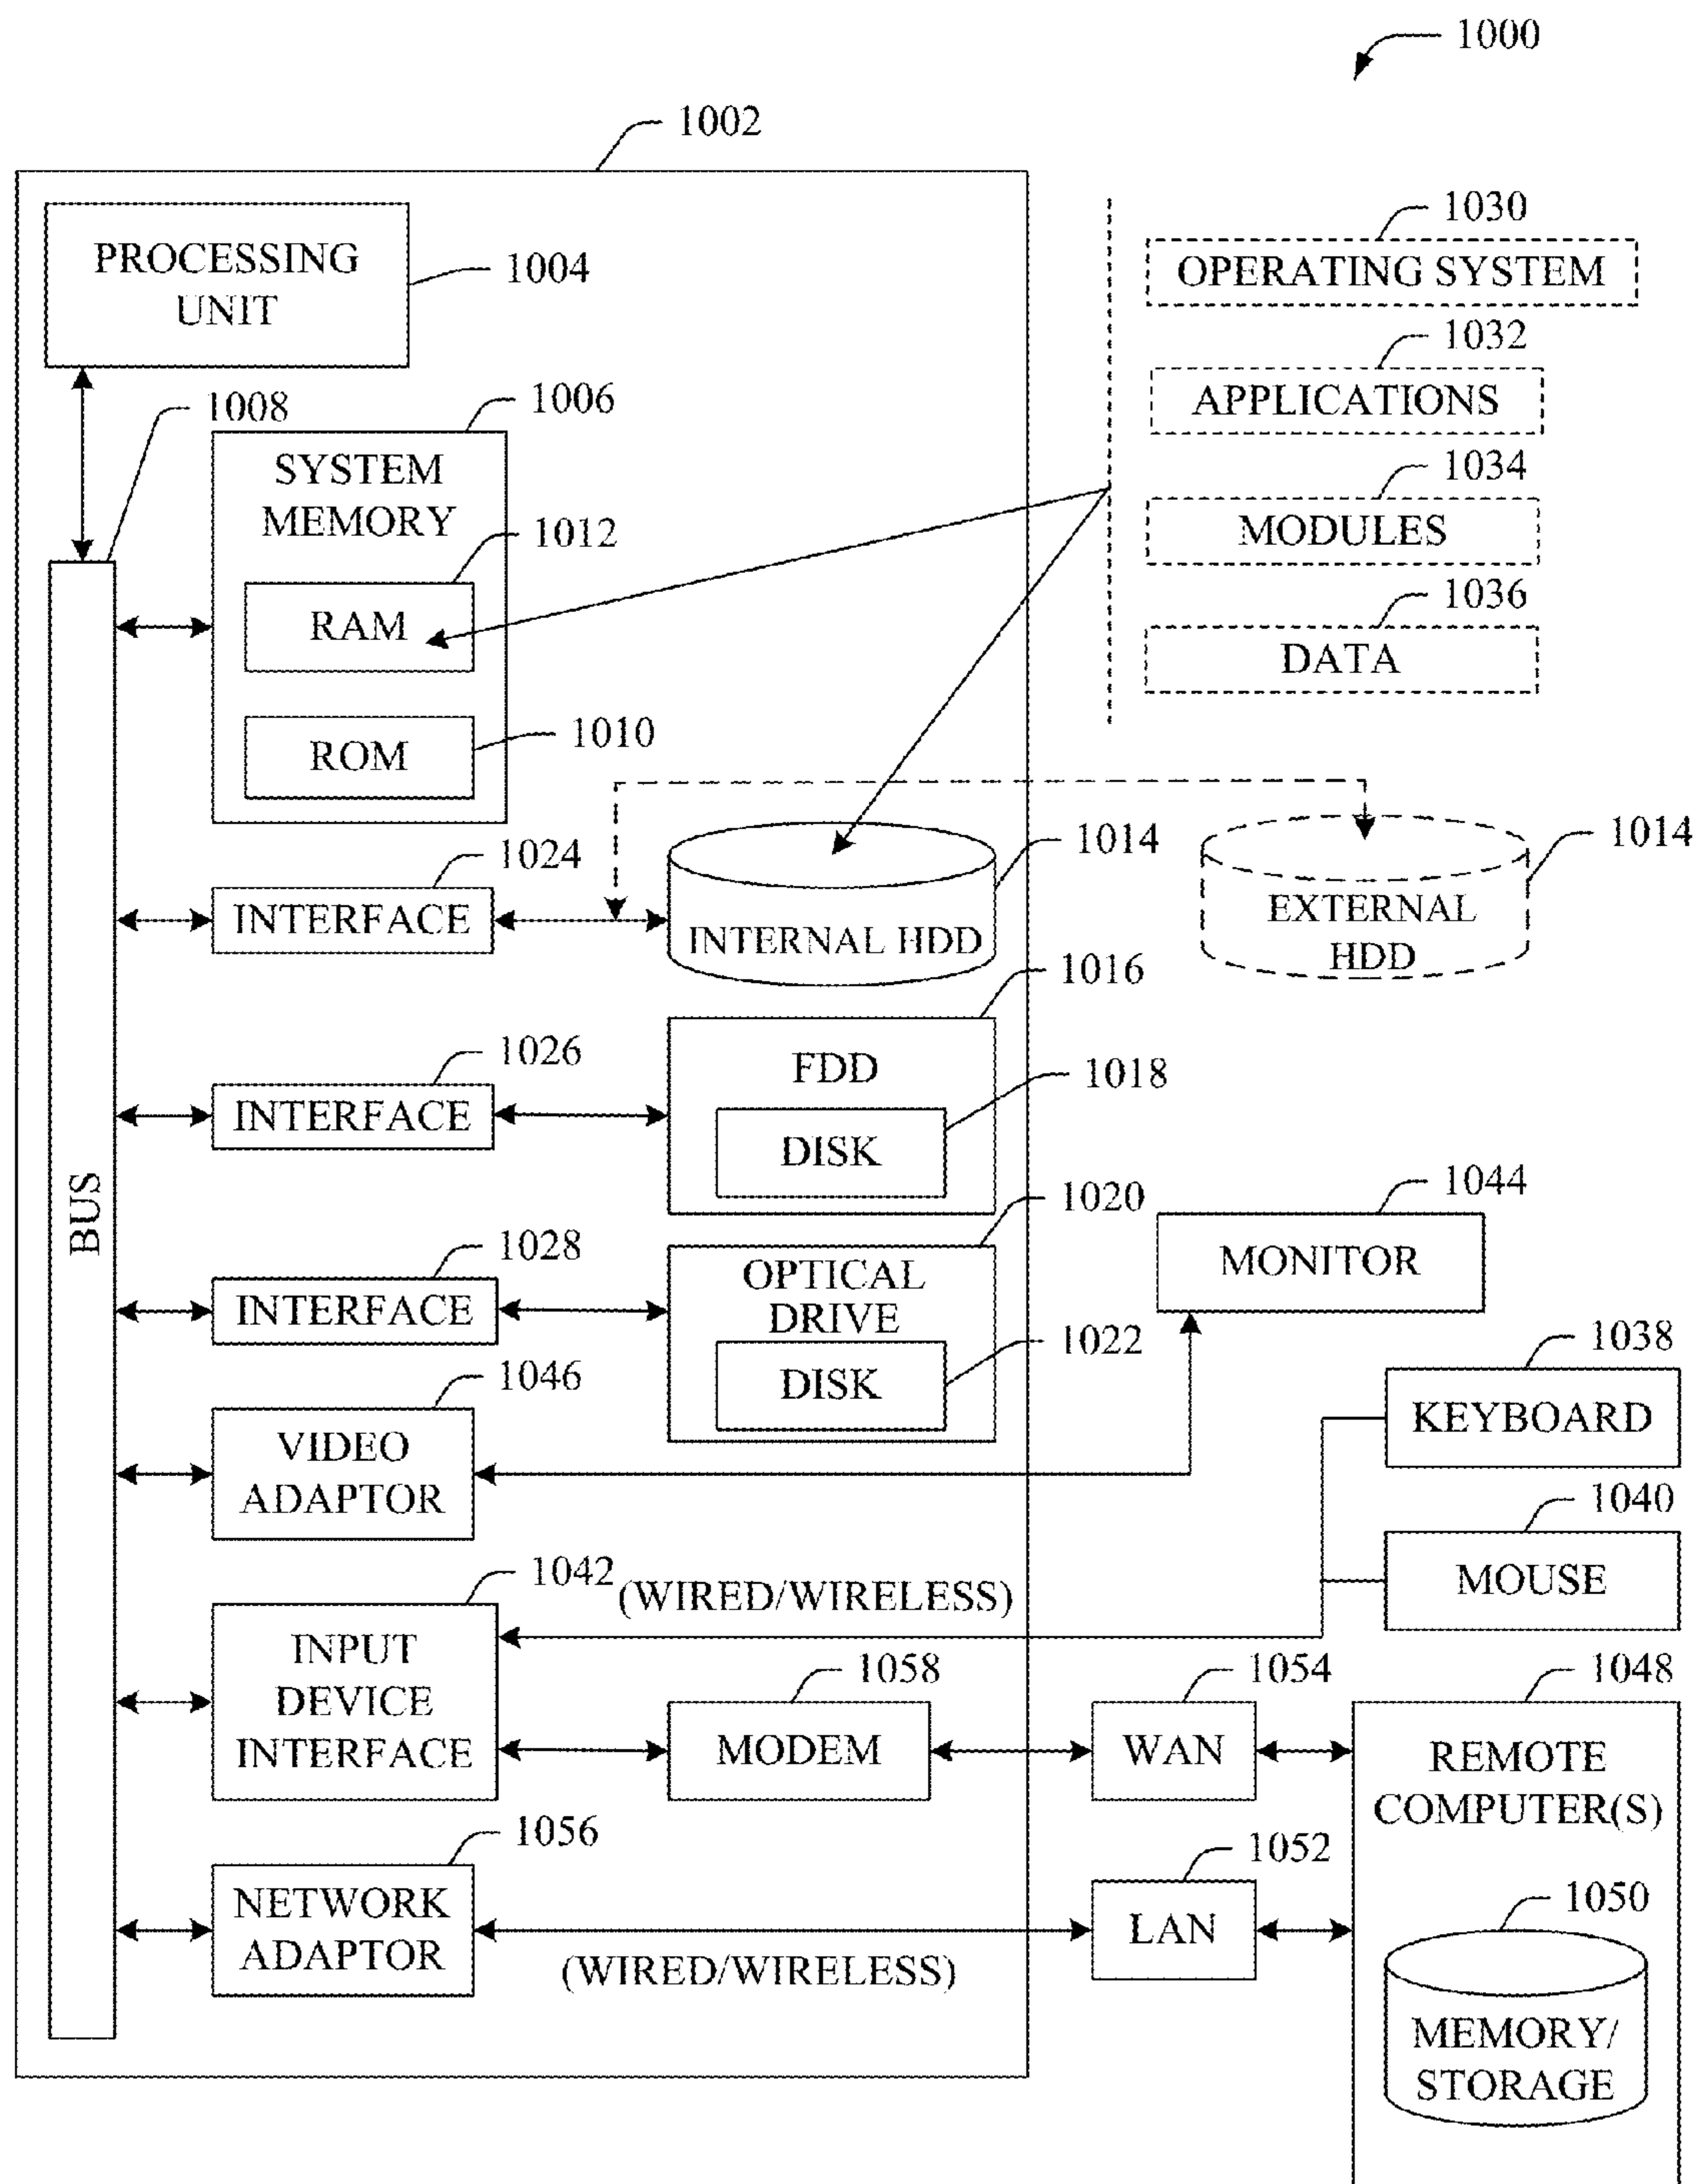 1000
1002
PROCESSING
UNIT
1004
1030
OPERATING SYSTEM
1032
APPLICATIONS
1034
MODULES
1036
DATA
1008
1006
SYSTEM
MEMORY
1012
RAM
1010
ROM
1024
INTERFACE
1014
INTERNAL HDD
1014
EXTERNAL
HDD
1016
FDD
1018
DISK
1026
INTERFACE
BUS
1020
OPTICAL
DRIVE
1022
DISK
1028
INTERFACE
1044
MONITOR
1046
VIDEO
ADAPTOR
1038
KEYBOARD
1040
MOUSE
1042
(WIRED/WIRELESS)
INPUT
DEVICE
INTERFACE
1058
MODEM
1054
WAN
1048
REMOTE
COMPUTER(S)
1056
NETWORK
ADAPTOR
(WIRED/WIRELESS)
1052
LAN
1050
MEMORY/
STORAGE